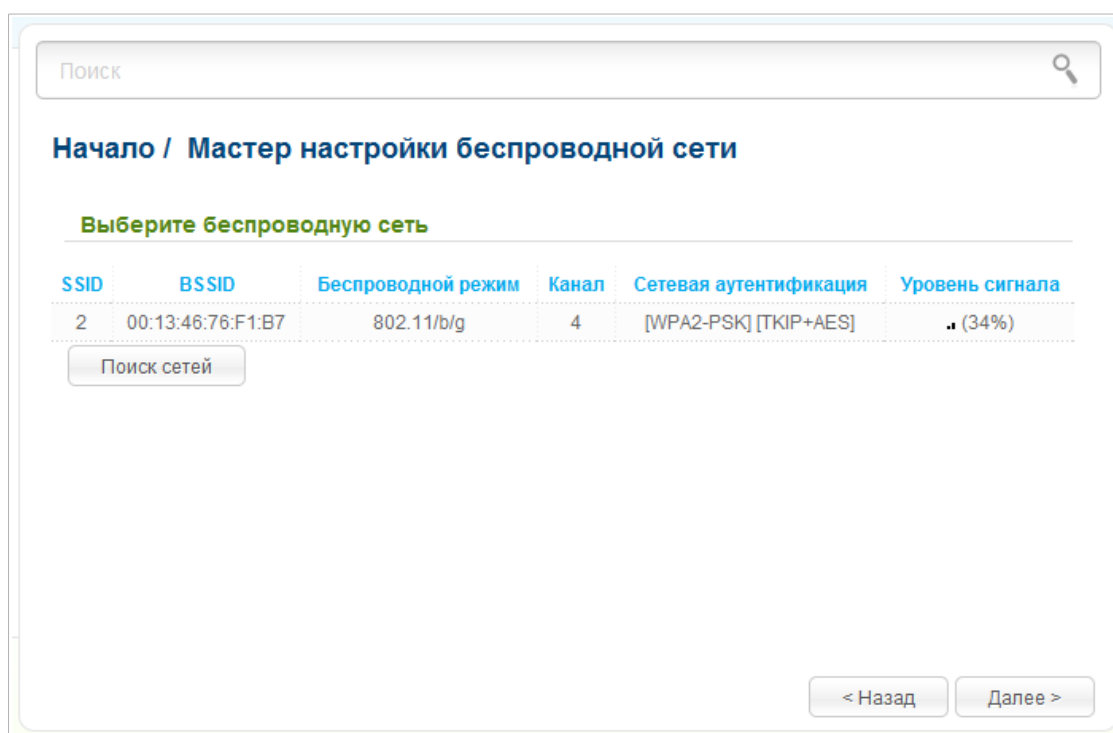 Поиск
Начало / Мастер настройки беспроводной сети
Выберите беспроводную сеть
SSID BSSID Беспроводной режим Канал Сетевая аутентификация Уровень сигнала
2 00:13:46:76:F1:B7 802.11/b/g 4 [WPA2-PSK] [TKIP+AES] (34%)
Поиск сетей
< Назад Далее >